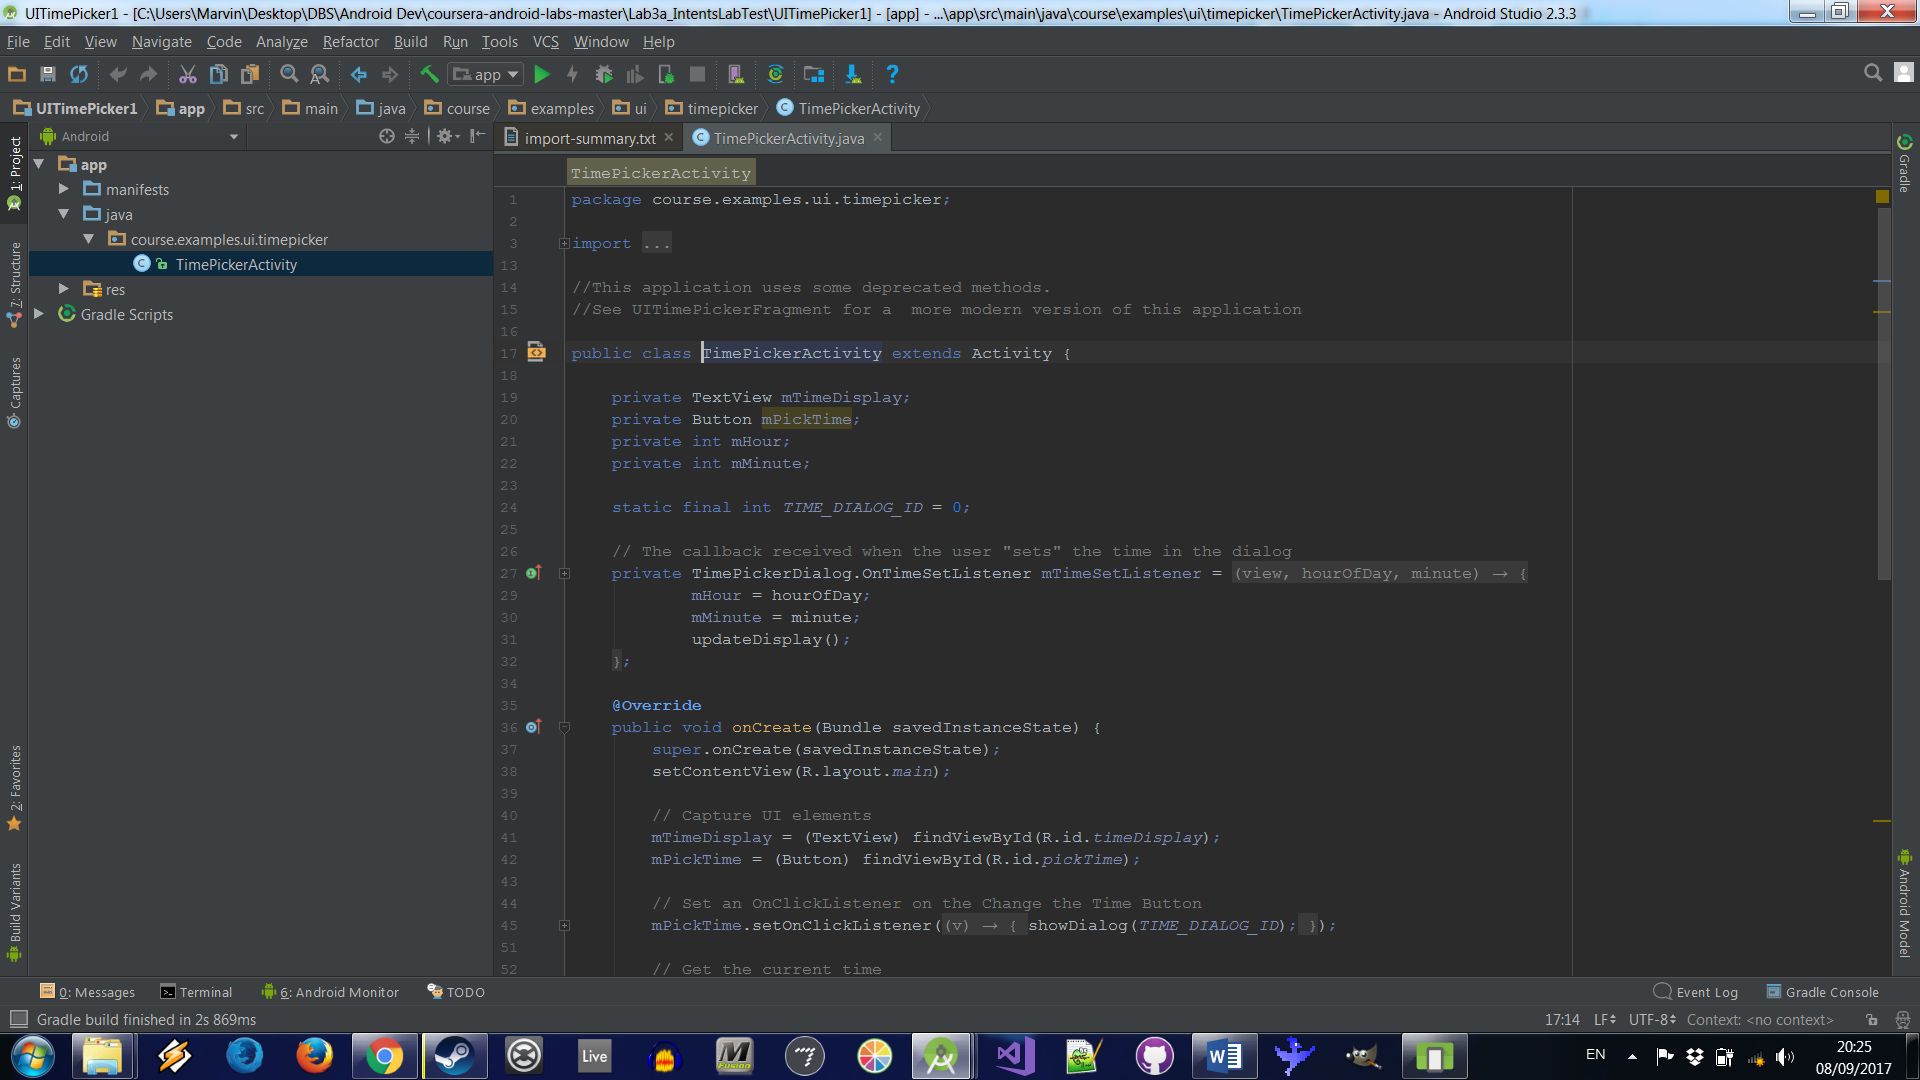 UITimePicker1 - [C:\Users\Marvin\Desktop\DBS\Android Dev\coursera-android-labs-master\Lab3a_IntentsLabTest\UITimePicker1] - [app] - ...\app\src\main\java\course\examples\ui\timepicker\TimePickerActivity.java - Android Studio 2.3.3
File Edit View Navigate Code Analyze Refactor Build Run Tools VCS Window Help
app
UITimePicker1 app src main java course examples ui timepicker TimePickerActivity
Android
import-summary.txt TimePickerActivity.java
1: Project
7: Structure
Captures
2: Favorites
Build Variants
app
manifests
java
course.examples.ui.timepicker
TimePickerActivity
res
Gradle Scripts
TimePickerActivity
1 package course.examples.ui.timepicker;
2
3 import ...
13
14 //This application uses some deprecated methods.
15 //See UITimePickerFragment for a  more modern version of this application
16
17 public class TimePickerActivity extends Activity {
18
19 private TextView mTimeDisplay;
20 private Button mPickTime;
21 private int mHour;
22 private int mMinute;
23
24 static final int TIME_DIALOG_ID = 0;
25
26 // The callback received when the user "sets" the time in the dialog
27 private TimePickerDialog.OnTimeSetListener mTimeSetListener = (view, hourOfDay, minute) → {
29 mHour = hourOfDay;
30 mMinute = minute;
31 updateDisplay();
32 };
34
35 @Override
36 public void onCreate(Bundle savedInstanceState) {
37 super.onCreate(savedInstanceState);
38 setContentView(R.layout.main);
39
40 // Capture UI elements
41 mTimeDisplay = (TextView) findViewById(R.id.timeDisplay);
42 mPickTime = (Button) findViewById(R.id.pickTime);
43
44 // Set an OnClickListener on the Change the Time Button
45 mPickTime.setOnClickListener((v) → { showDialog(TIME_DIALOG_ID); });
51
52 // Get the current time
Gradle
Android Model
0: Messages Terminal 6: Android Monitor TODO Event Log Gradle Console
Gradle build finished in 2s 869ms 17:14 LF UTF-8 Context: <no context>
Live
EN
20:25
08/09/2017